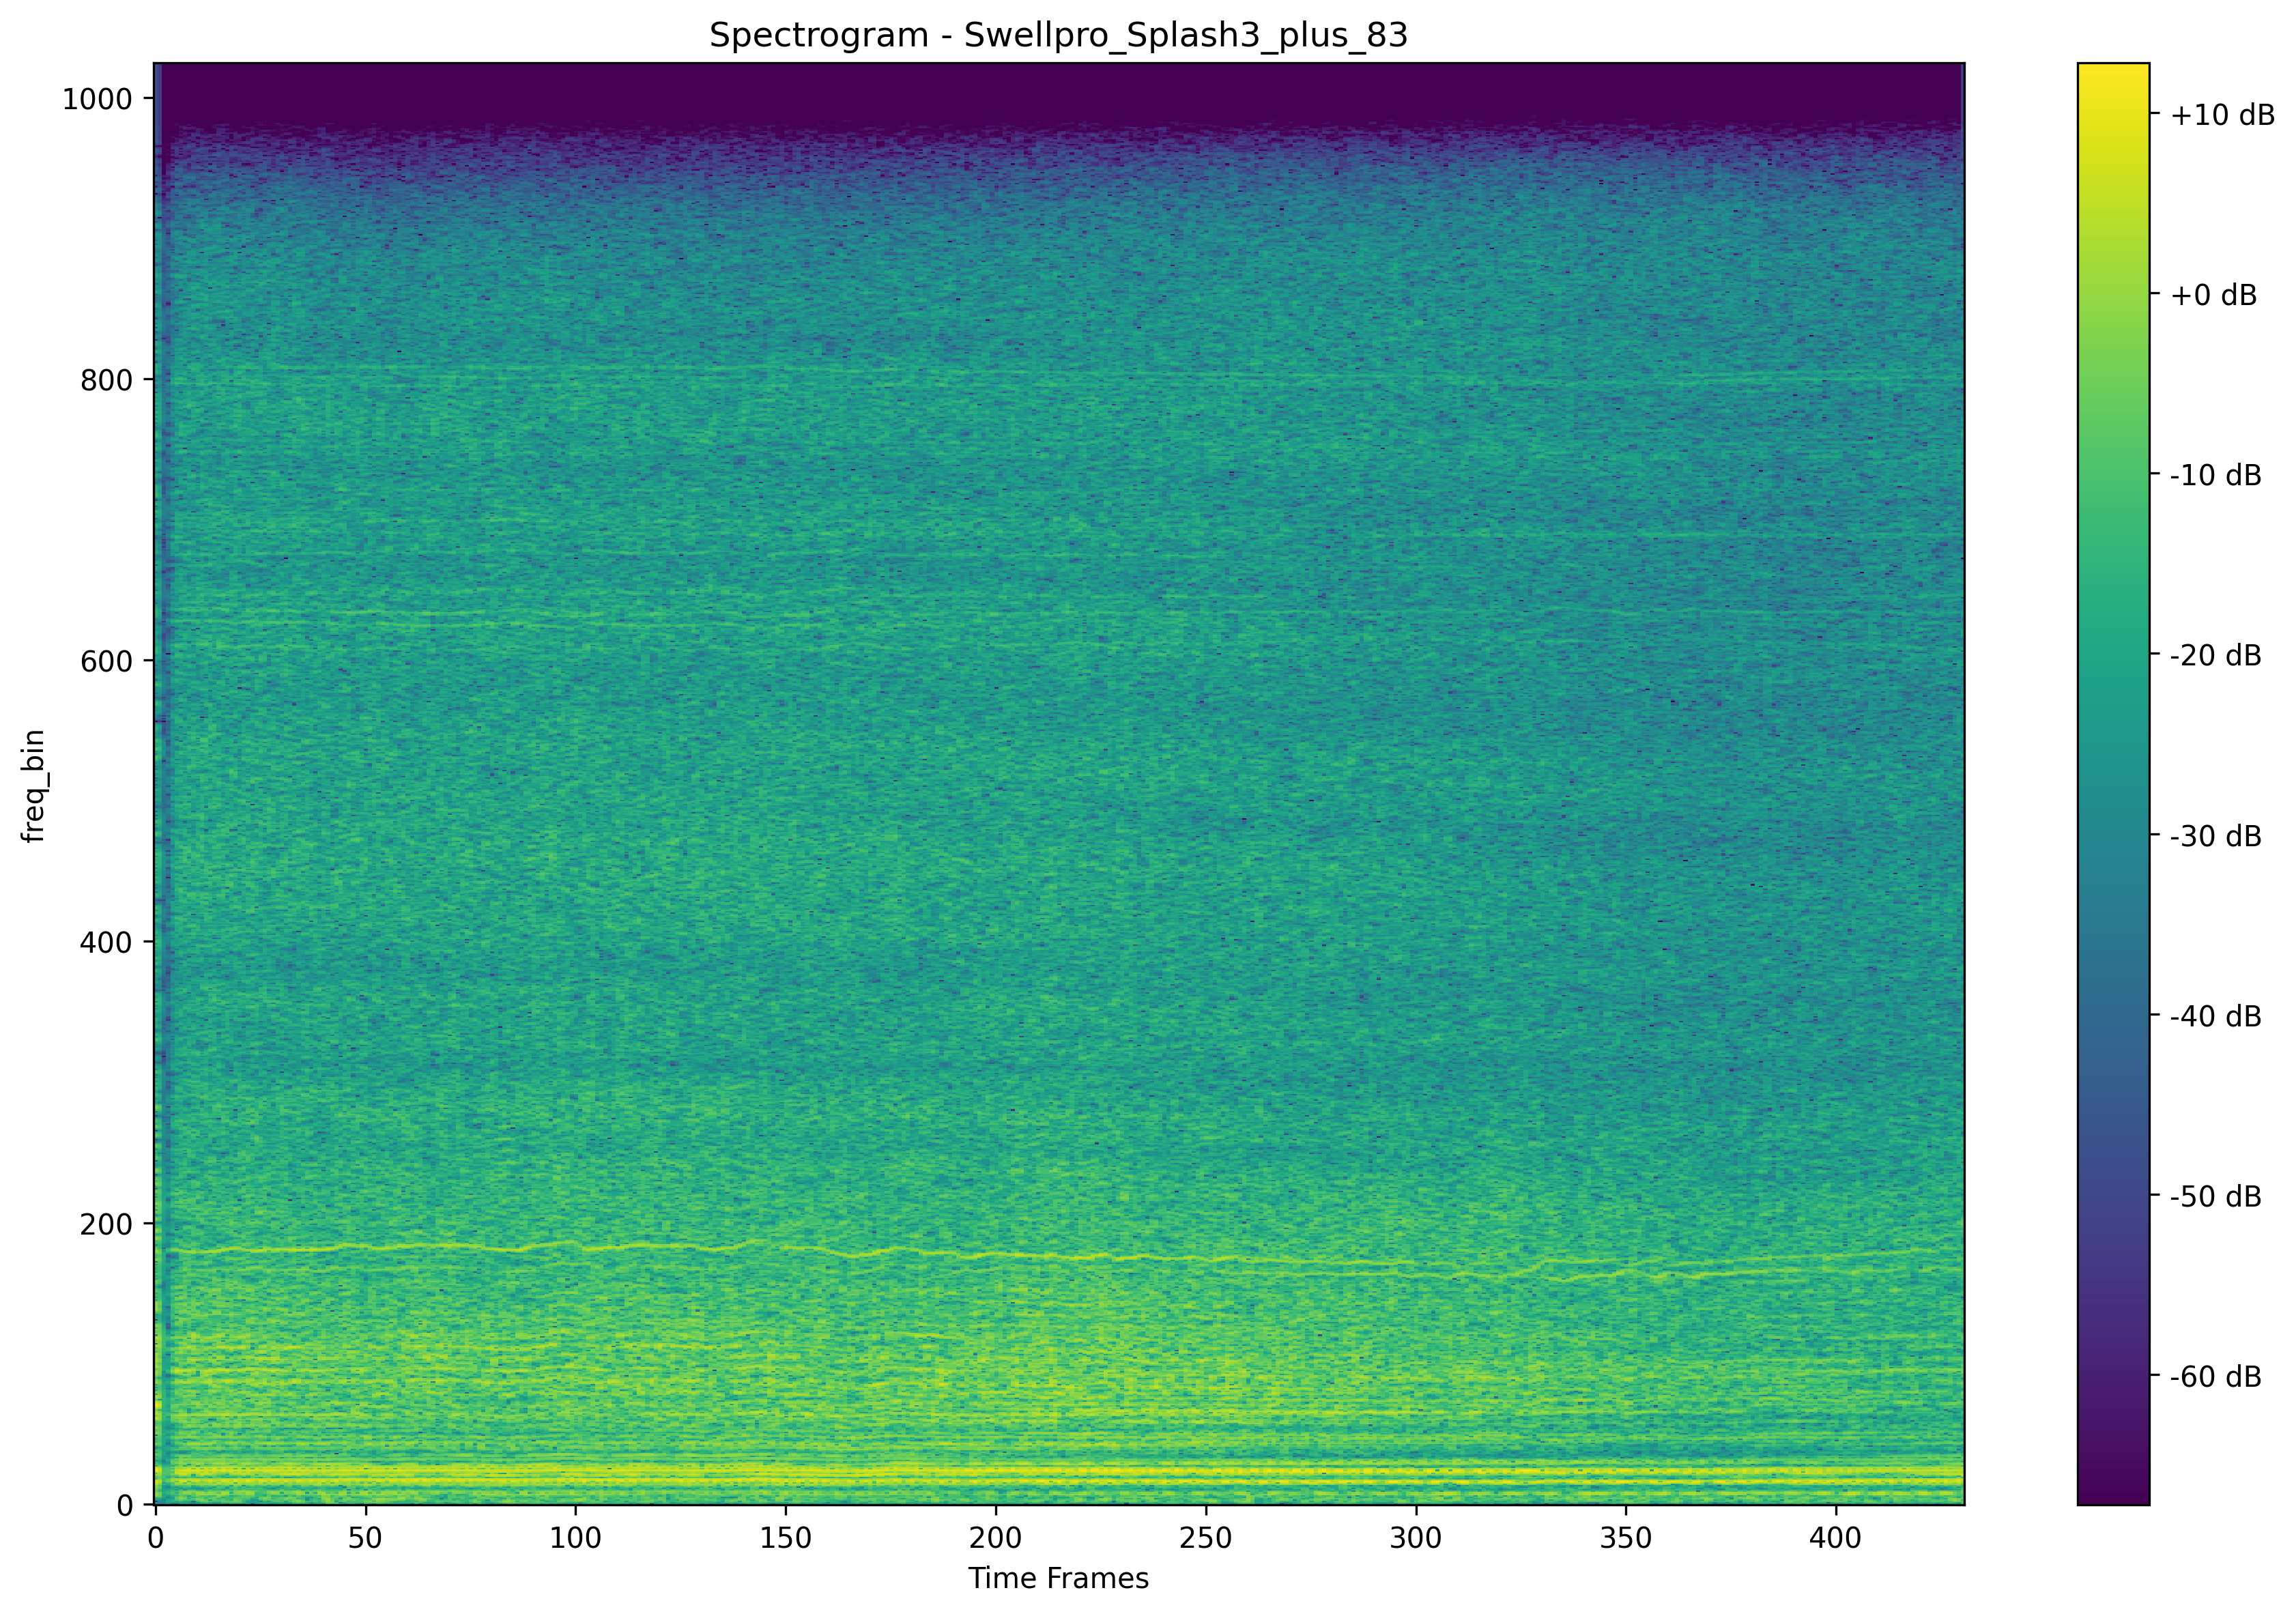 Spectrogram - Swellpro_Splash3_plus_83
1000
800
600
400
200
0
freq_bin
0 50 100 150 200 250 300 350 400
Time Frames
+10 dB
+0 dB
-10 dB
-20 dB
-30 dB
-40 dB
-50 dB
-60 dB